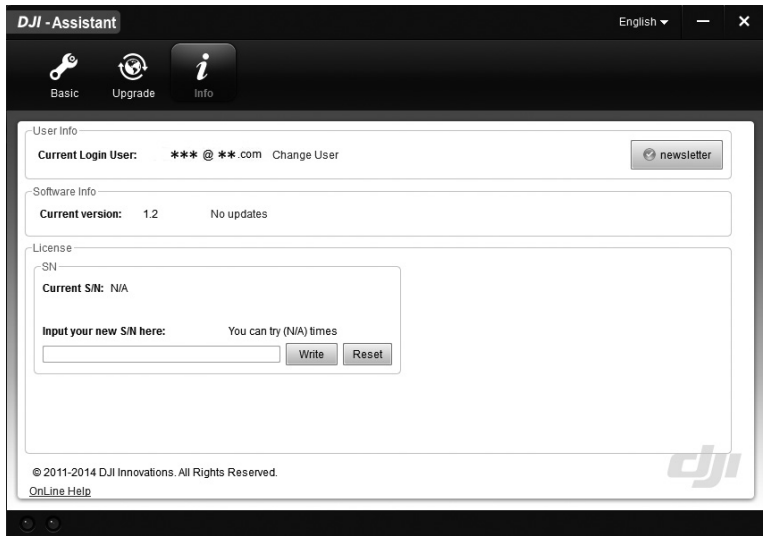 DJI - Assistant English
Basic Upgrade Info
User Info
Current Login User: *** @ **.com Change User newsletter
Software Info
Current version: 1.2 No updates
License
SN
Current S/N: N/A
Input your new S/N here: You can try (N/A) times
Write Reset
© 2011-2014 DJI Innovations. All Rights Reserved.
dji
OnLine Help